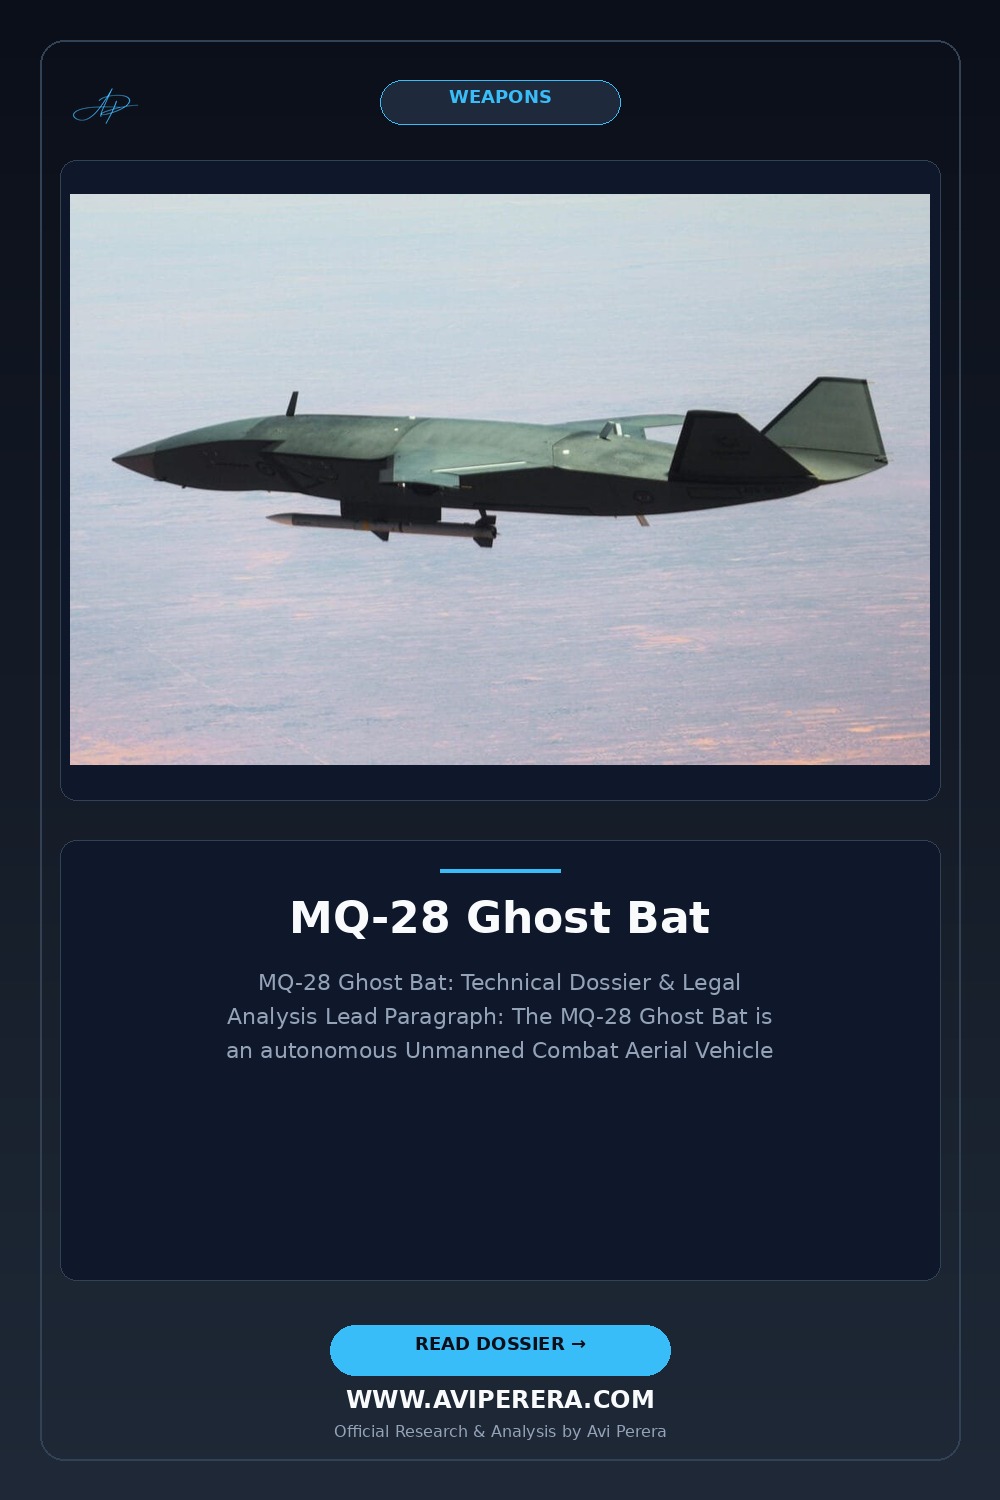 WEAPONS
MQ-28 Ghost Bat
MQ-28 Ghost Bat: Technical Dossier & Legal
Analysis Lead Paragraph: The MQ-28 Ghost Bat is
an autonomous Unmanned Combat Aerial Vehicle
READ DOSSIER →
WWW.AVIPERERA.COM
Official Research & Analysis by Avi Perera